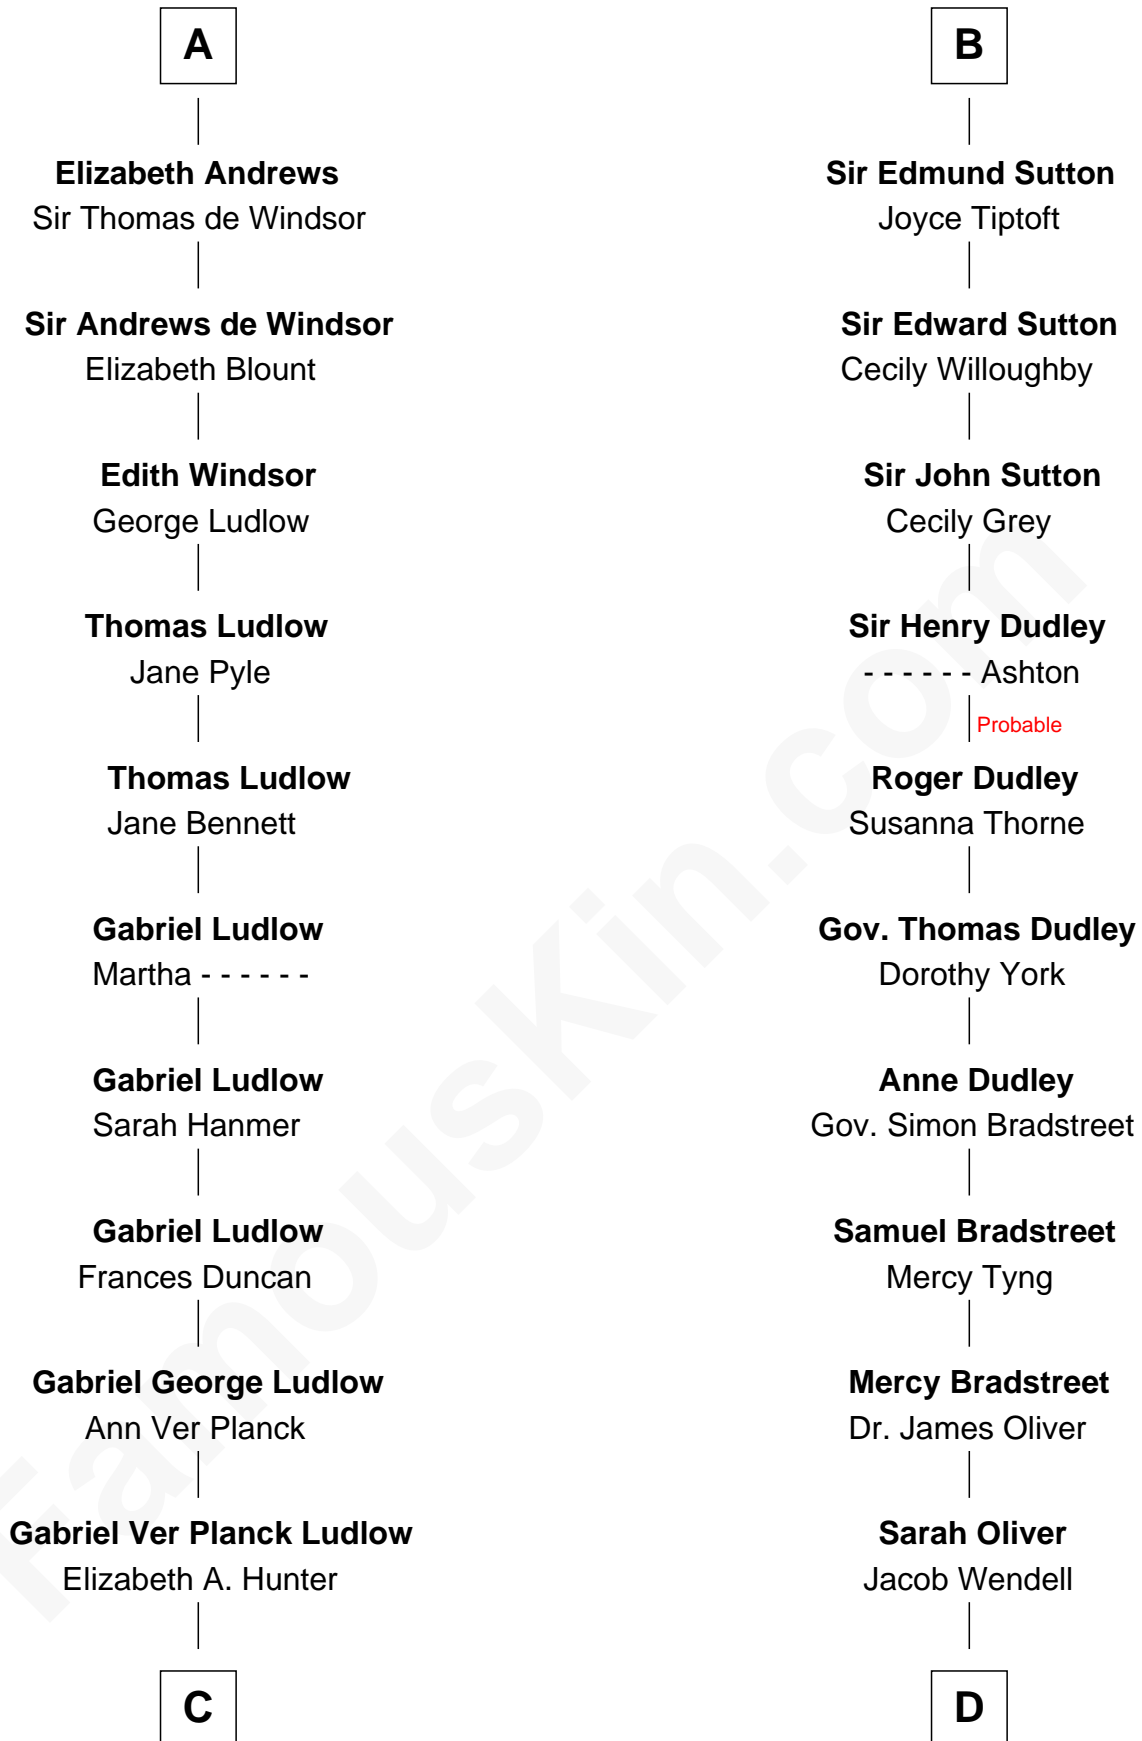 A
Elizabeth Andrews
Sir Thomas de Windsor
Sir Andrews de Windsor
Elizabeth Blount
Edith Windsor
George Ludlow
Thomas Ludlow
Jane Pyle
Thomas Ludlow
Jane Bennett
Gabriel Ludlow
Martha - - - - - -
Gabriel Ludlow
Sarah Hanmer
Gabriel Ludlow
Frances Duncan
Gabriel George Ludlow
Ann Ver Planck
Gabriel Ver Planck Ludlow
Elizabeth A. Hunter
C
B
Sir Edmund Sutton
Joyce Tiptoft
Sir Edward Sutton
Cecily Willoughby
Sir John Sutton
Cecily Grey
Sir Henry Dudley
- - - - - - Ashton
Probable
Roger Dudley
Susanna Thorne
Gov. Thomas Dudley
Dorothy York
Anne Dudley
Gov. Simon Bradstreet
Samuel Bradstreet
Mercy Tyng
Mercy Bradstreet
Dr. James Oliver
Sarah Oliver
Jacob Wendell
D
FamousKin.com